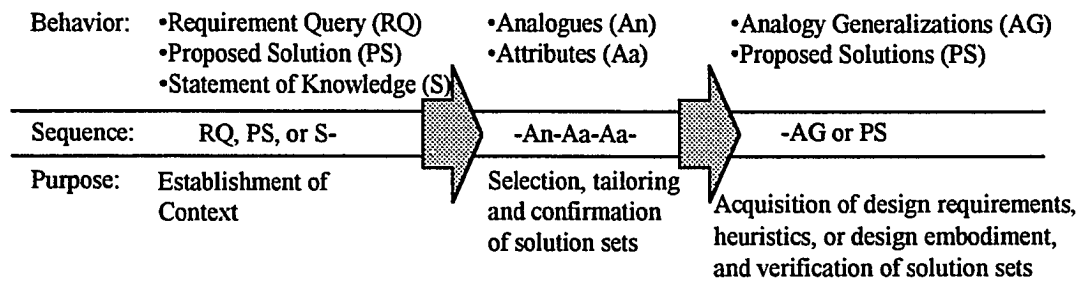 Behavior: •Requirement Query (RQ) •Analogues (An) •Analogy Generalizations (AG)
•Proposed Solution (PS) •Attributes (Aa) •Proposed Solutions (PS)
•Statement of Knowledge (S)
Sequence: RQ, PS, or S- -An-Aa-Aa- -AG or PS
Purpose: Establishment of Selection, tailoring
Context and confirmation Acquisition of design requirements,
of solution sets heuristics, or design embodiment,
and verification of solution sets